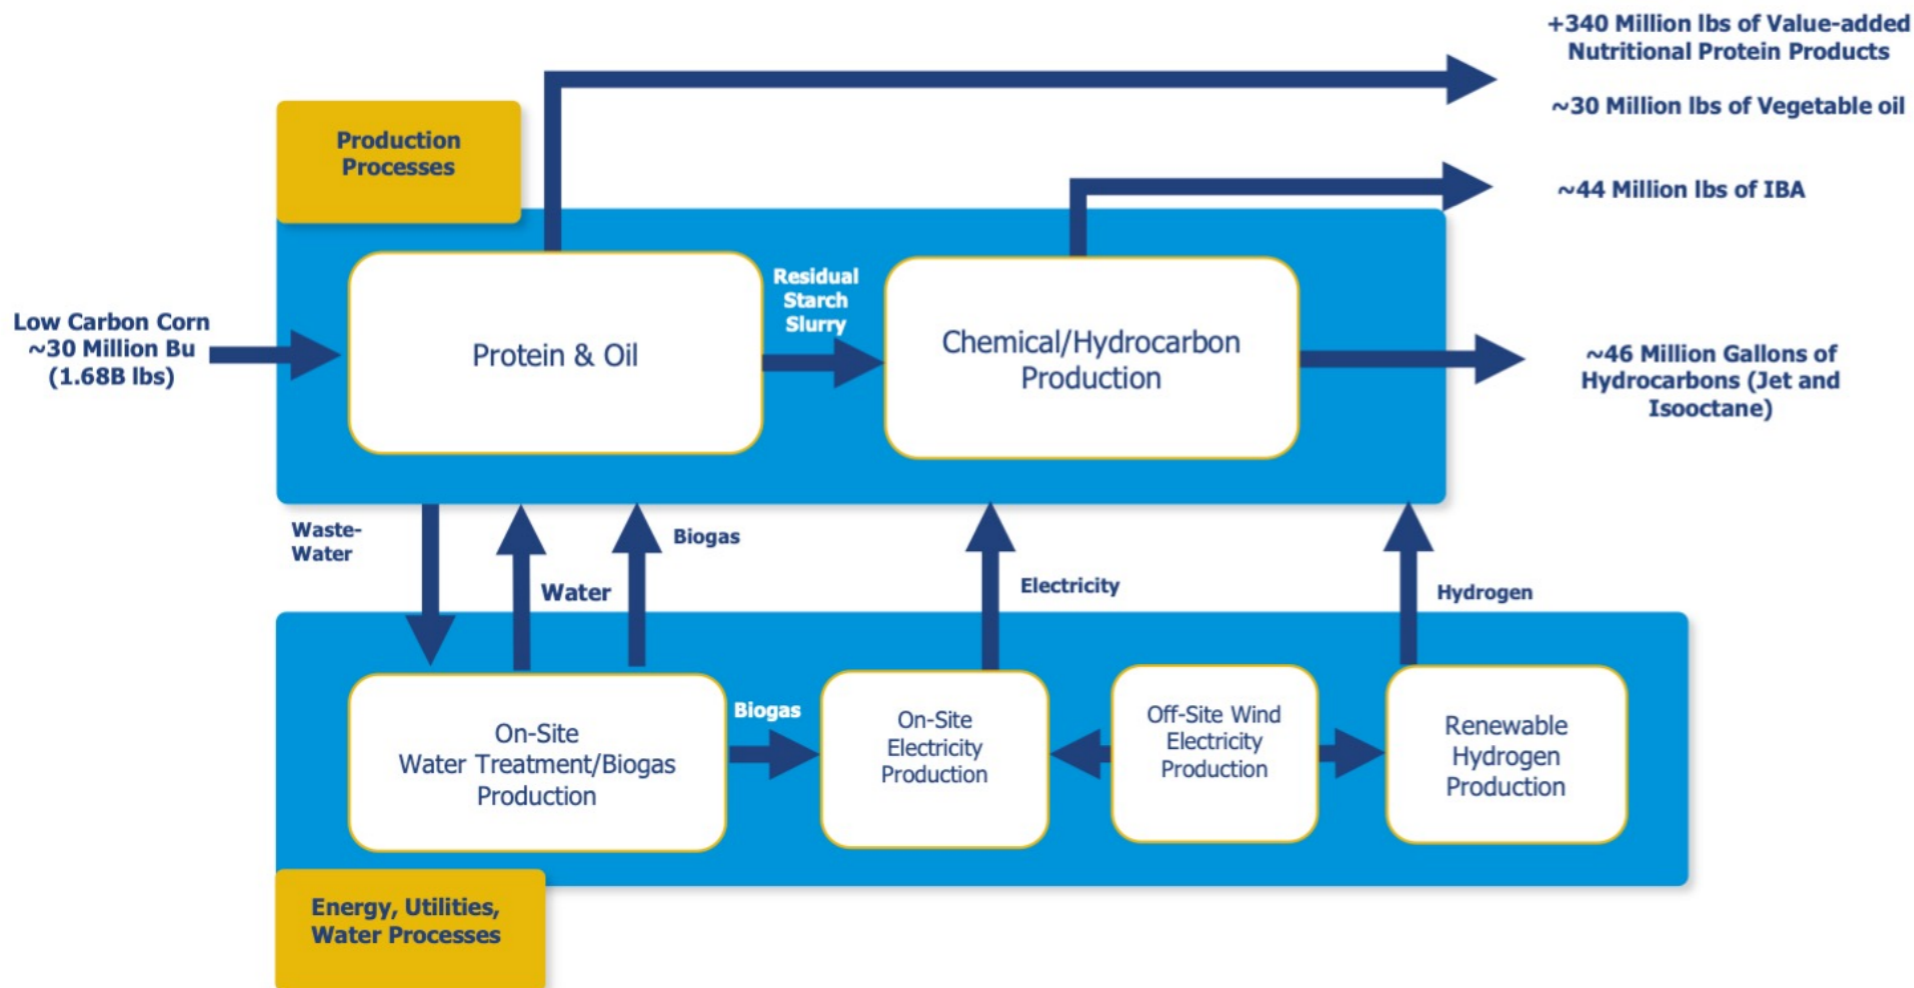 +340 Million lbs of Value-added
Nutritional Protein Products
~30 Million lbs of Vegetable oil
Production
Processes
~44 Million lbs of IBA
Low Carbon Corn
~30 Million Bu
(1.68B lbs)
Protein & Oil
Residual
Starch
Slurry
Chemical/Hydrocarbon
Production
~46 Million Gallons of
Hydrocarbons (Jet and
Isooctane)
Waste-
Water
Water
Biogas
Electricity
Hydrogen
On-Site
Water Treatment/Biogas
Production
Biogas
On-Site
Electricity
Production
Off-Site Wind
Electricity
Production
Renewable
Hydrogen
Production
Energy, Utilities,
Water Processes